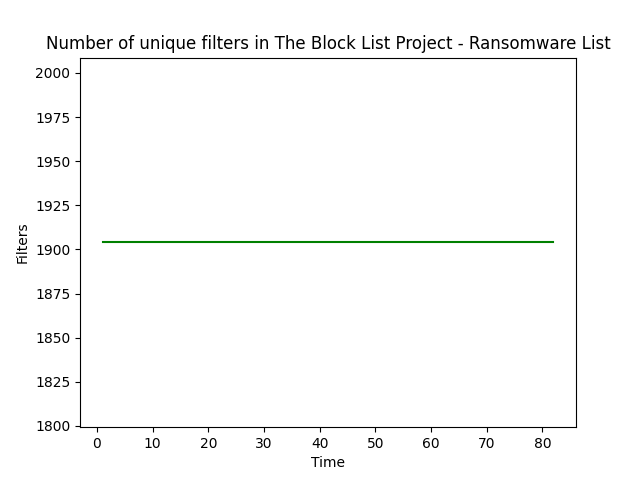 Number of unique filters in The Block List Project - Ransomware List
2000
1975
1950
1925
1900
1875
1850
1825
1800
Filters
0 10 20 30 40 50 60 70 80
Time